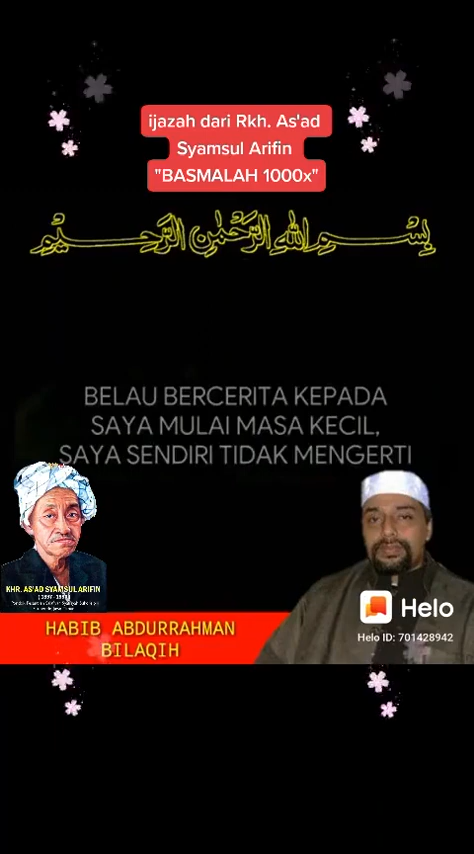 ijazah dari Rkh. As'ad
Syamsul Arifin
"BASMALAH 1000x"
بِسْمِ اللهِ الرَّحْمٰنِ الرَّحِيْمِ
BELAU BERCERITA KEPADA
SAYA MULAI MASA KECIL,
SAYA SENDIRI TIDAK MENGERTI
KHR. AS'AD SYAMSUL ARIFIN
Helo
Helo ID: 701428942
HABIB ABDURRAHMAN
BILAQIH